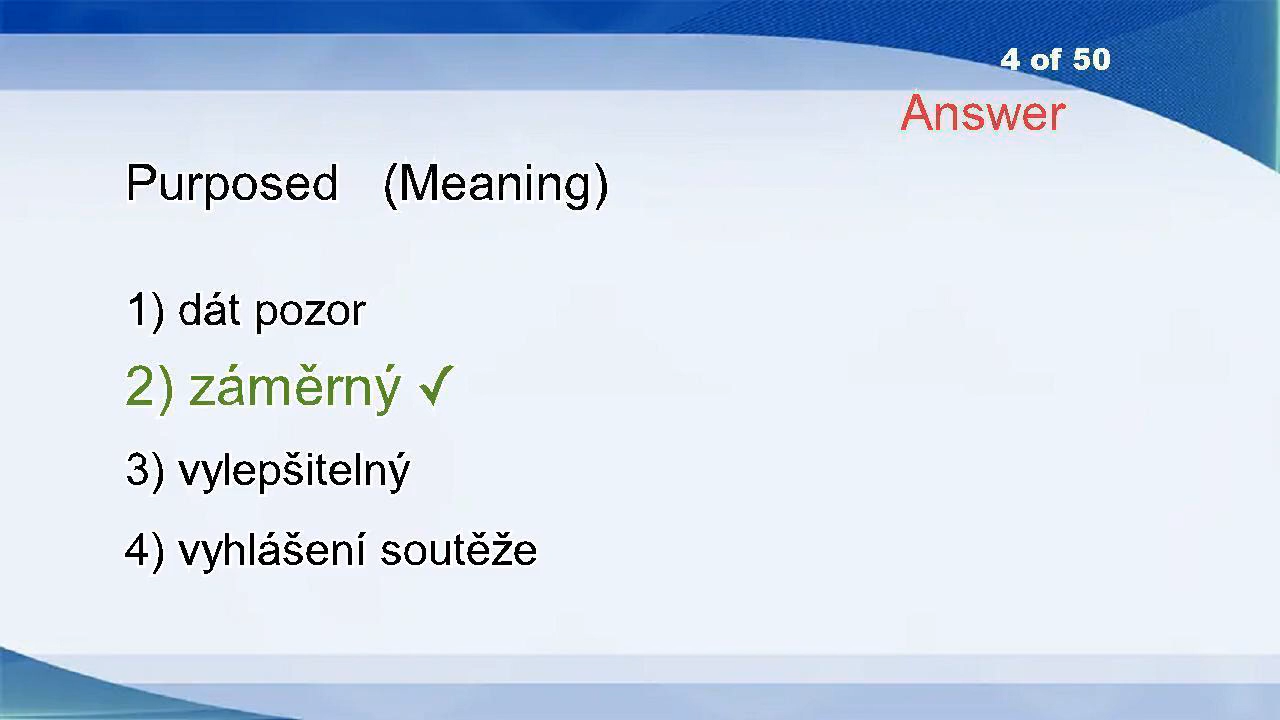 4 of 50
Answer
Purposed (Meaning)
1) dát pozor
2) záměrný ✓
3) vylepšitelný
4) vyhlášení soutěže